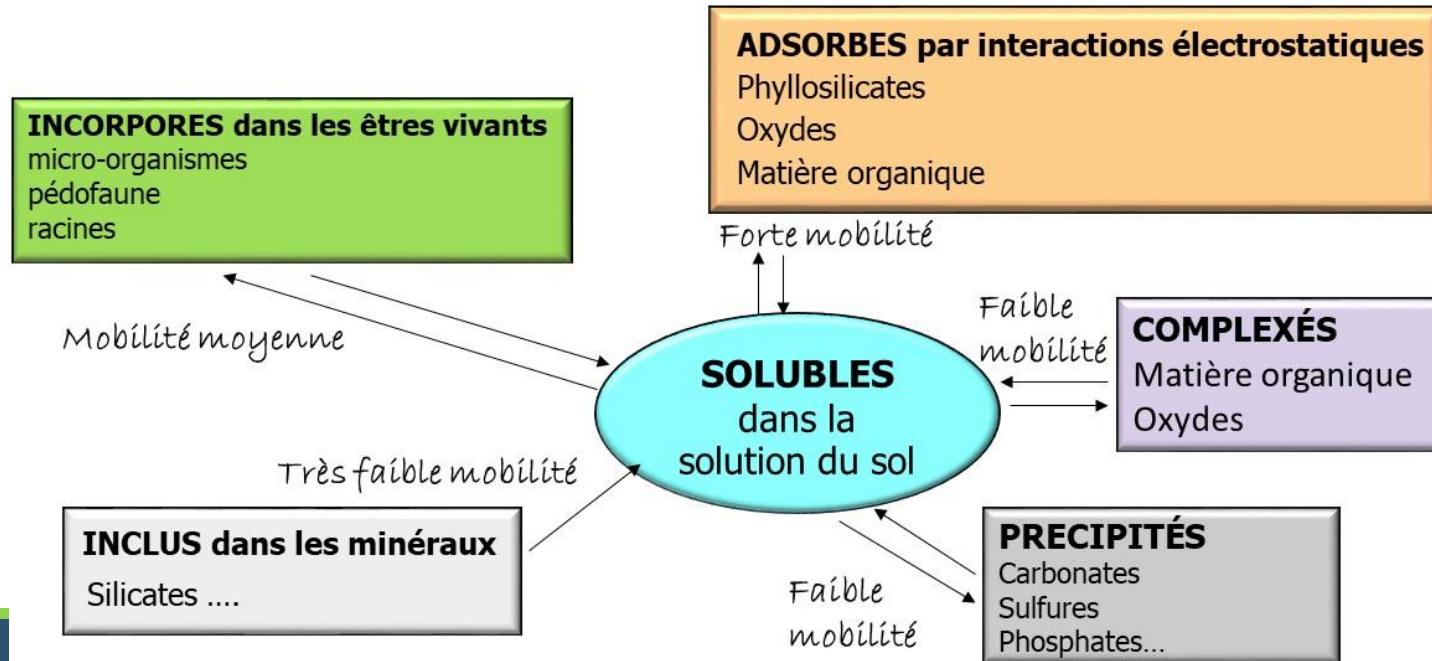 ADSORBES par interactions électrostatiques
Phyllosilicates
Oxydes
Matière organique
INCORPORES dans les êtres vivants
micro-organismes
pédofaune
racines
Forte mobilité
Mobilité moyenne
Faible
mobilité
COMPLEXÉS
Matière organique
Oxydes
SOLUBLES
dans la
solution du sol
Très faible mobilité
INCLUS dans les minéraux
Silicates ....
Faible
mobilité
PRECIPITÉS
Carbonates
Sulfures
Phosphates...